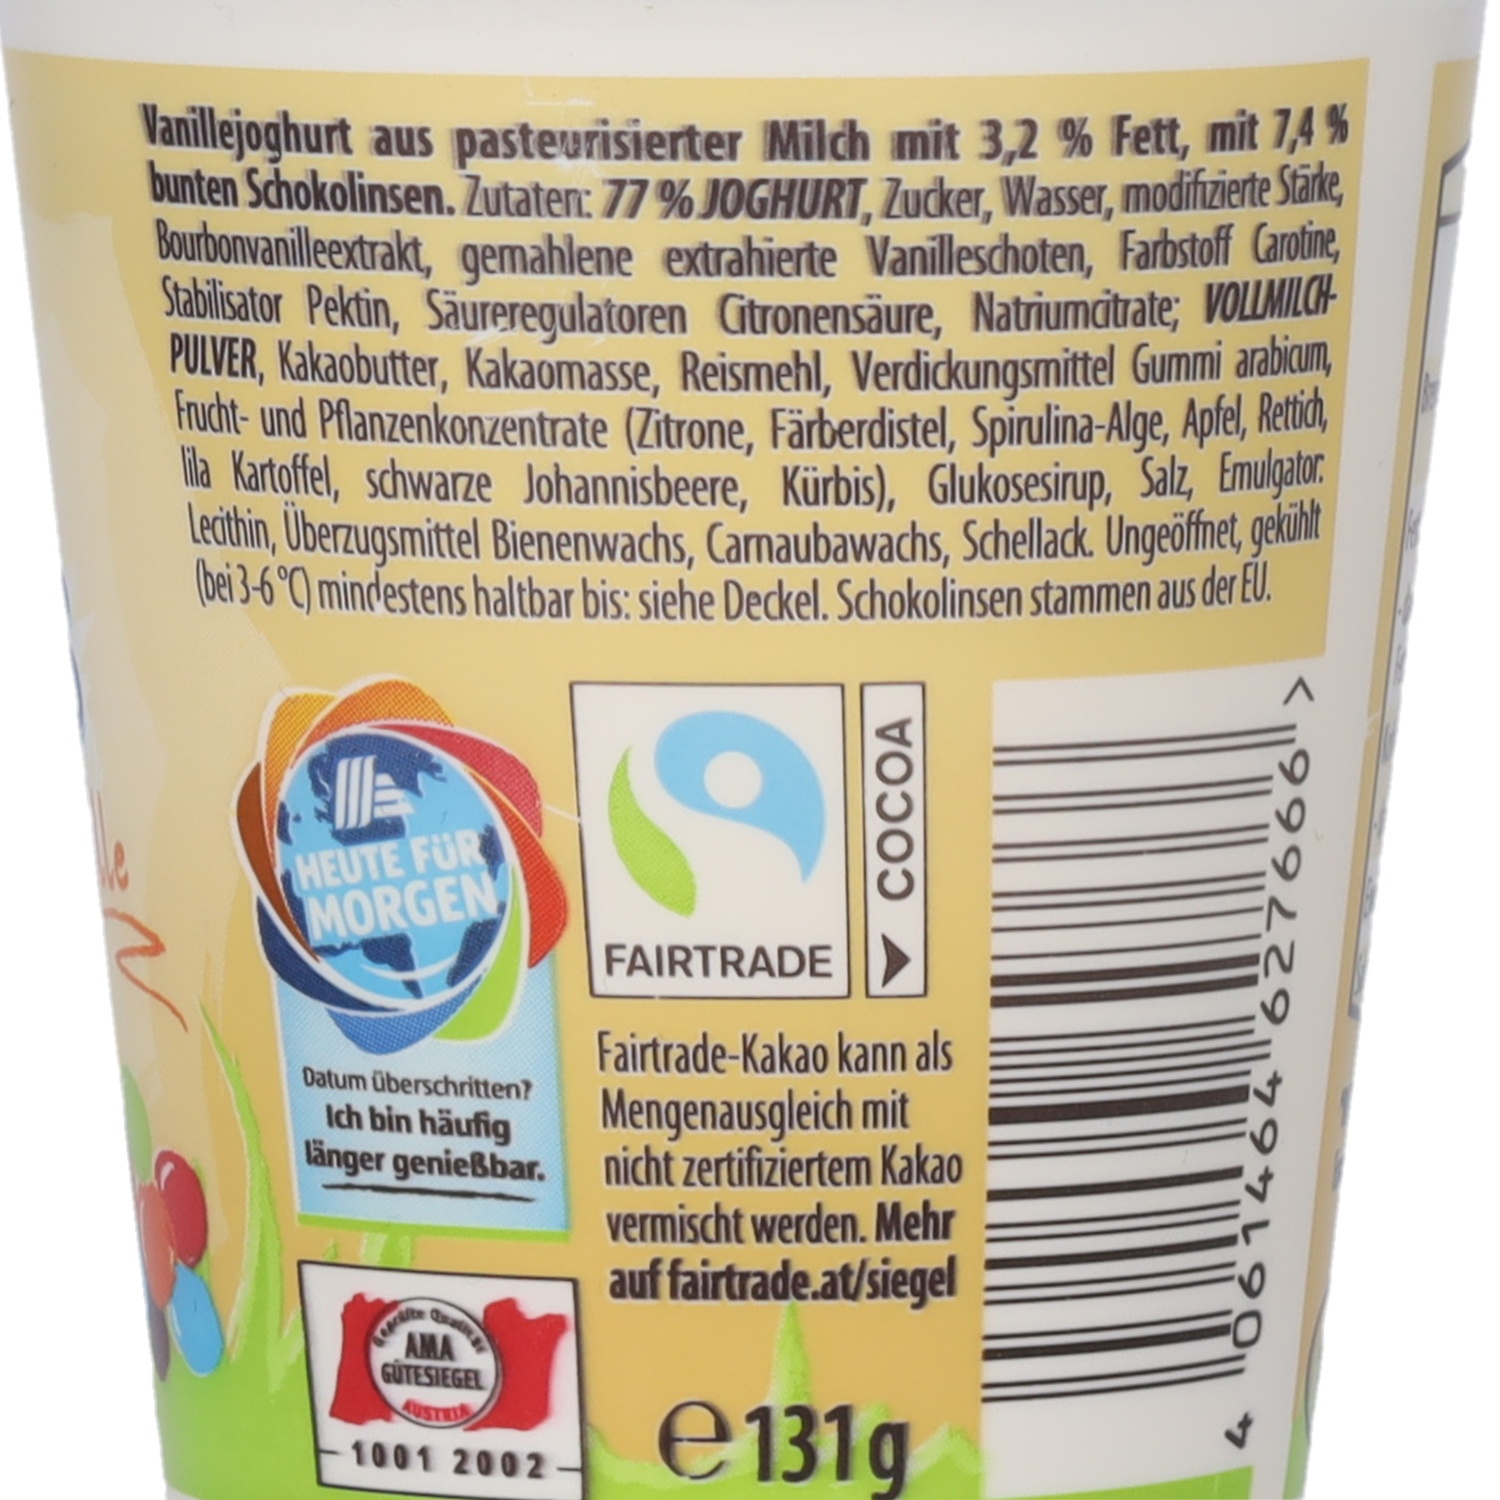 Vanillejoghurt aus pasteurisierter Milch mit 3,2 % Fett, mit 7,4 %
bunten Schokolinsen. Zutaten: 77 % JOGHURT, Zucker, Wasser, modifizierte Stärke,
Bourbonvanilleextrakt, gemahlene extrahierte Vanilleschoten, Farbstoff Carotine,
Stabilisator Pektin, Säureregulatoren Citronensäure, Natriumcitrate; VOLLMILCH-
PULVER, Kakaobutter, Kakaomasse, Reismehl, Verdickungsmittel Gummi arabicum,
Frucht- und Pflanzenkonzentrate (Zitrone, Färberdistel, Spirulina-Alge, Apfel, Rettich,
lila Kartoffel, schwarze Johannisbeere, Kürbis), Glukosesirup, Salz, Emulgator:
Lecithin, Überzugsmittel Bienenwachs, Carnaubawachs, Schellack. Ungeöffnet, gekühlt
(bei 3-6 °C) mindestens haltbar bis: siehe Deckel. Schokolinsen stammen aus der EU.
HEUTE FÜR
MORGEN
Datum überschritten?
Ich bin häufig
länger genießbar.
FAIRTRADE
COCOA
Fairtrade-Kakao kann als
Mengenausgleich mit
nicht zertifiziertem Kakao
vermischt werden. Mehr
auf fairtrade.at/siegel
Geprüfte Qualität
AMA
GÜTESIEGEL
AUSTRIA
1001 2002
e 131g
4 061464 627666 >
lle